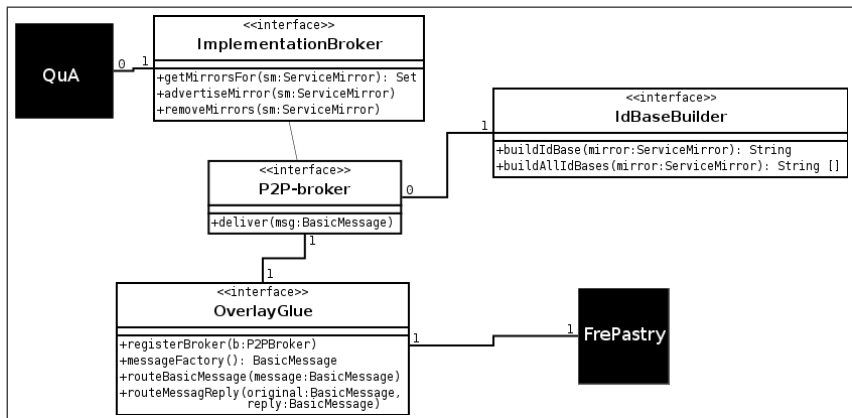 QuA
0
1
<<interface>>
ImplementationBroker
+getMirrorsFor(sm:ServiceMirror): Set
+advertiseMirror(sm:ServiceMirror)
+removeMirrors(sm:ServiceMirror)
<<interface>>
IdBaseBuilder
+buildIdBase(mirror:ServiceMirror): String
+buildAllIdBases(mirror:ServiceMirror): String []
1
0
<<interface>>
P2P-broker
+deliver(msg:BasicMessage)
1
1
<<interface>>
OverlayGlue
+registerBroker(b:P2PBroker)
+messageFactory(): BasicMessage
+routeBasicMessage(message:BasicMessage)
+routeMessagReply(original:BasicMessage,
reply:BasicMessage)
1
1
FrePastry